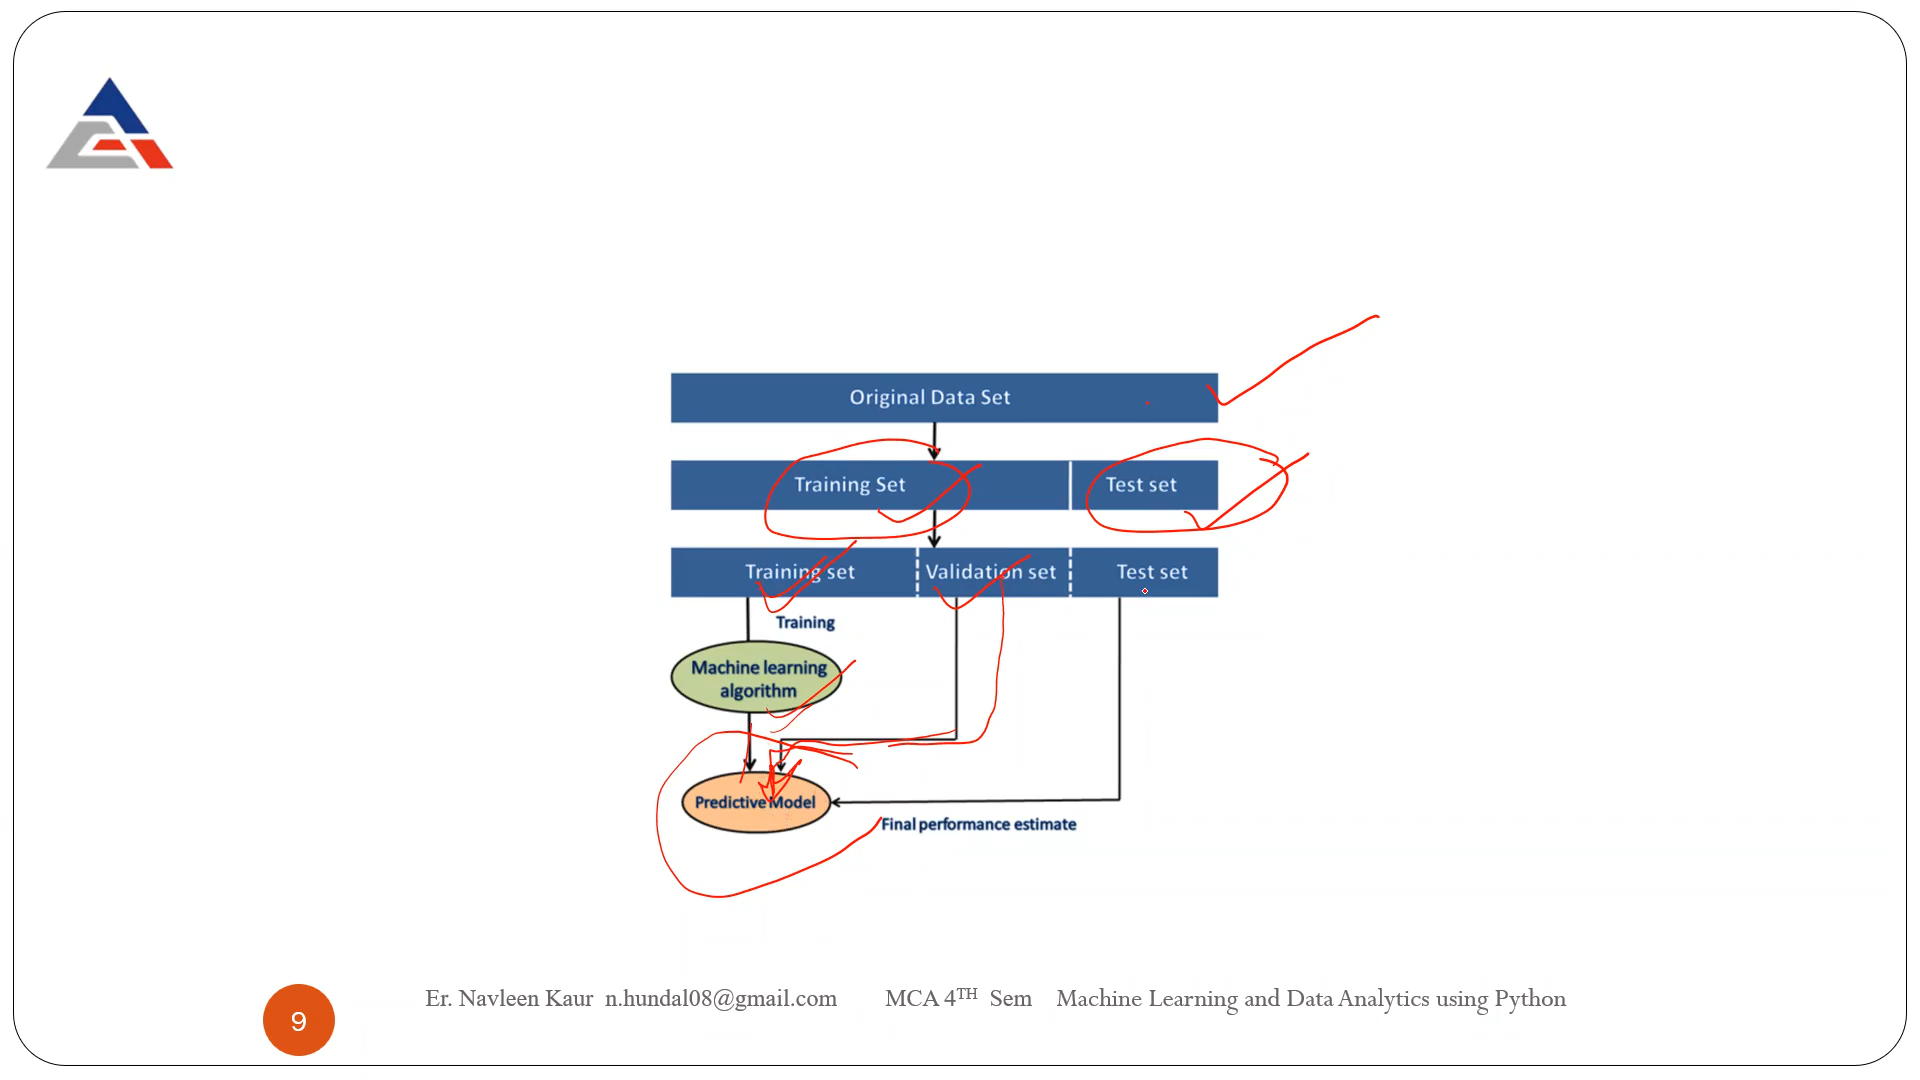 Original Data Set
Training Set Test set
Training set Validation set Test set
Training
Machine learning
algorithm
Predictive Model
Final performance estimate
9 Er. Navleen Kaur n.hundal08@gmail.com MCA 4TH Sem Machine Learning and Data Analytics using Python